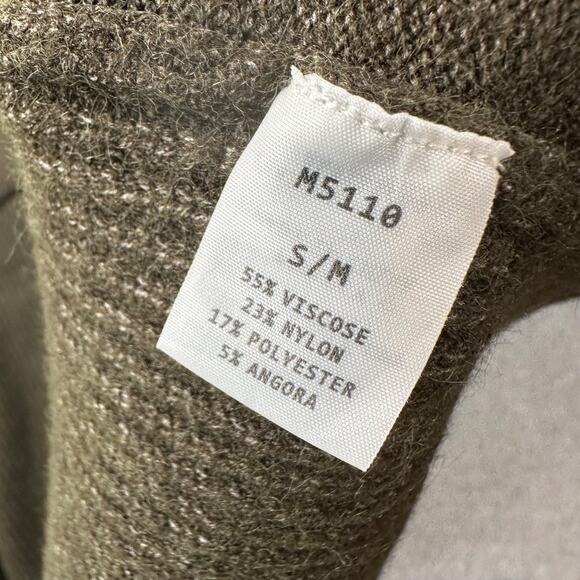 M5110
S/M
55% VISCOSE
23% NYLON
17% POLYESTER
5% ANGORA